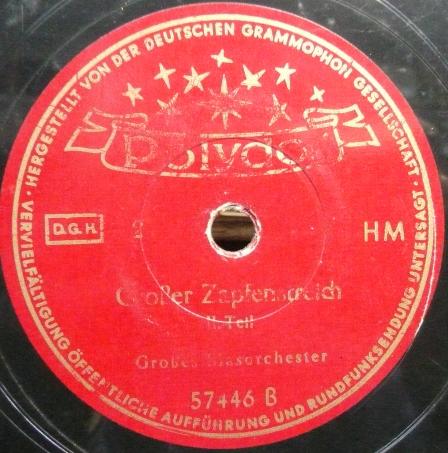 · HERGESTELLT VON DER DEUTSCHEN GRAMMOPHON GESELLSCHAFT · VERVIELFÄLTIGUNG ÖFFENTLICHE AUFFÜHRUNG UND RUNDFUNKSENDUNG UNTERSAGT
Polydor
D.G.H. 2 HM
Großer Zapfenstreich
II. Teil
Großes Blasorchester
57446 B